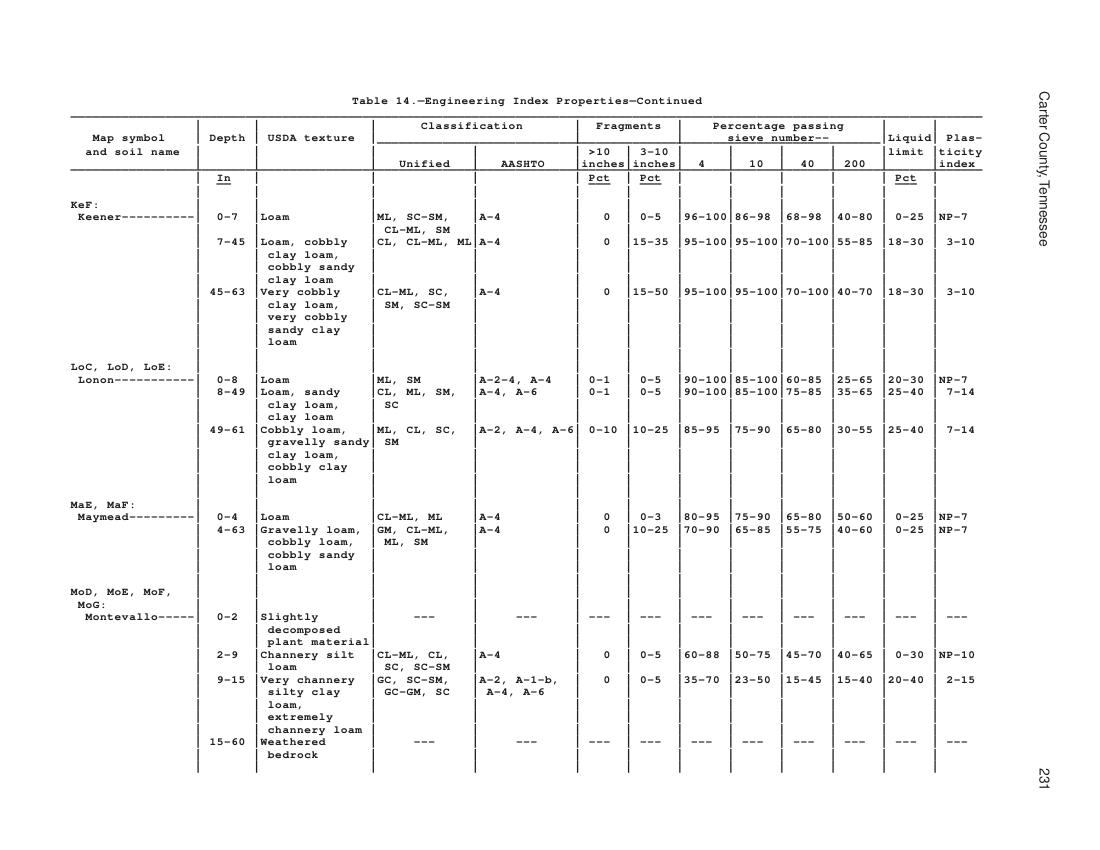 Table 14.—Engineering Index Properties—Continued
Classification Fragments Percentage passing
Map symbol Depth USDA texture sieve number-- Liquid Plas-
and soil name >10 3-10 limit ticity
Unified AASHTO inches inches 4 10 40 200 index
In Pct Pct Pct
KeF:
Keener---------- 0-7 Loam ML, SC-SM, A-4 0 0-5 96-100 86-98 68-98 40-80 0-25 NP-7
CL-ML, SM
7-45 Loam, cobbly CL, CL-ML, ML A-4 0 15-35 95-100 95-100 70-100 55-85 18-30 3-10
clay loam,
cobbly sandy
clay loam
45-63 Very cobbly CL-ML, SC, A-4 0 15-50 95-100 95-100 70-100 40-70 18-30 3-10
clay loam, SM, SC-SM
very cobbly
sandy clay
loam
LoC, LoD, LoE:
Lonon----------- 0-8 Loam ML, SM A-2-4, A-4 0-1 0-5 90-100 85-100 60-85 25-65 20-30 NP-7
8-49 Loam, sandy CL, ML, SM, A-4, A-6 0-1 0-5 90-100 85-100 75-85 35-65 25-40 7-14
clay loam, SC
clay loam
49-61 Cobbly loam, ML, CL, SC, A-2, A-4, A-6 0-10 10-25 85-95 75-90 65-80 30-55 25-40 7-14
gravelly sandy SM
clay loam,
cobbly clay
loam
MaE, MaF:
Maymead--------- 0-4 Loam CL-ML, ML A-4 0 0-3 80-95 75-90 65-80 50-60 0-25 NP-7
4-63 Gravelly loam, GM, CL-ML, A-4 0 10-25 70-90 65-85 55-75 40-60 0-25 NP-7
cobbly loam, ML, SM
cobbly sandy
loam
MoD, MoE, MoF,
MoG:
Montevallo----- 0-2 Slightly --- --- --- --- --- --- --- --- --- ---
decomposed
plant material
2-9 Channery silt CL-ML, CL, A-4 0 0-5 60-88 50-75 45-70 40-65 0-30 NP-10
loam SC, SC-SM
9-15 Very channery GC, SC-SM, A-2, A-1-b, 0 0-5 35-70 23-50 15-45 15-40 20-40 2-15
silty clay GC-GM, SC A-4, A-6
loam,
extremely
channery loam
15-60 Weathered --- --- --- --- --- --- --- --- --- ---
bedrock
Carter County, Tennessee
231